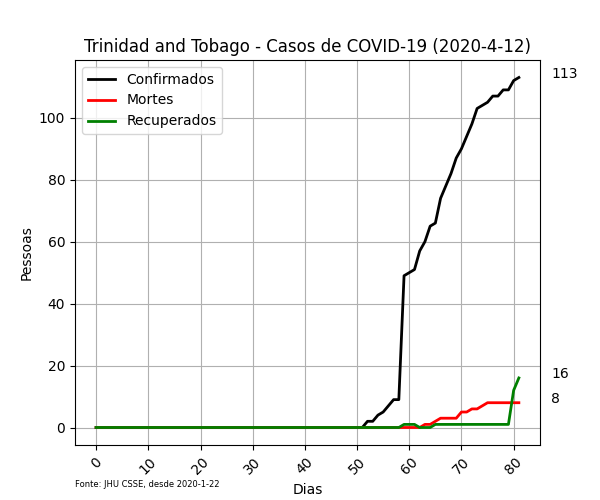 Trinidad and Tobago - Casos de COVID-19 (2020-4-12)
Confirmados
Mortes
Recuperados
113
16
8
100
80
60
40
20
0
Pessoas
0 10 20 30 40 50 60 70 80
Dias
Fonte: JHU CSSE, desde 2020-1-22